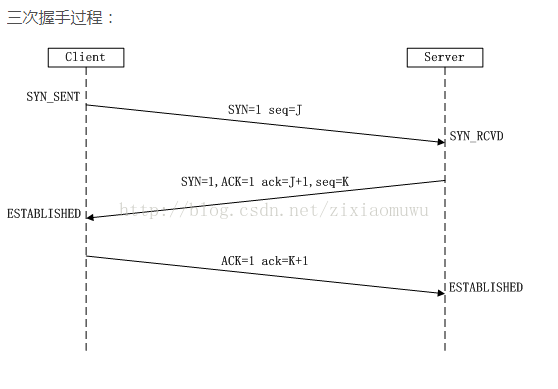 三次握手过程：
Client
Server
SYN_SENT
SYN=1 seq=J
SYN_RCVD
SYN=1,ACK=1 ack=J+1,seq=K
http://blog.csdn.net/zixiaomuwu
ESTABLISHED
ACK=1 ack=K+1
ESTABLISHED